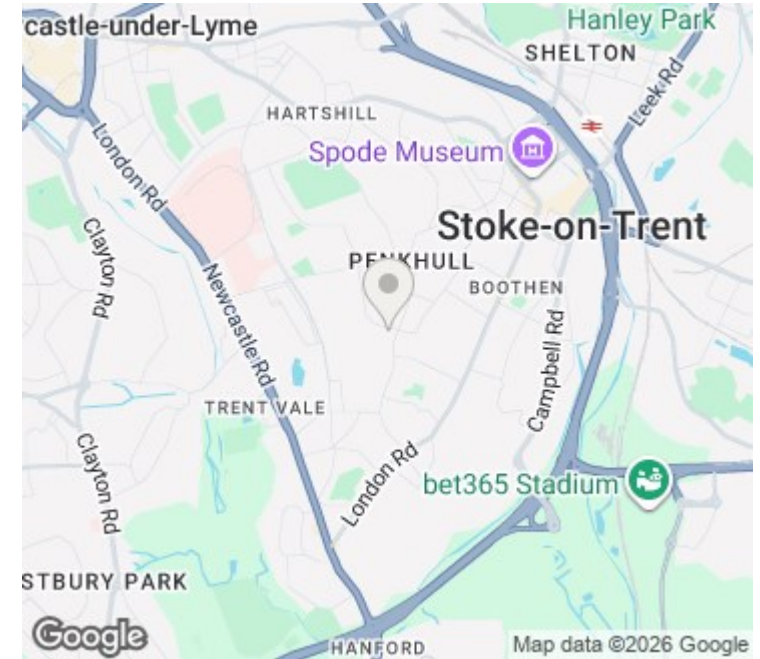 castle-under-Lyme
Hanley Park
SHELTON
Leek Rd
HARTSHILL
London Rd
Spode Museum
Stoke-on-Trent
Clayton Rd
PENKHULL
BOOTHEN
Newcastle Rd
Campbell Rd
TRENT VALE
Clayton Rd
London Rd
bet365 Stadium
STBURY PARK
Google
HANFORD
Map data ©2026 Google